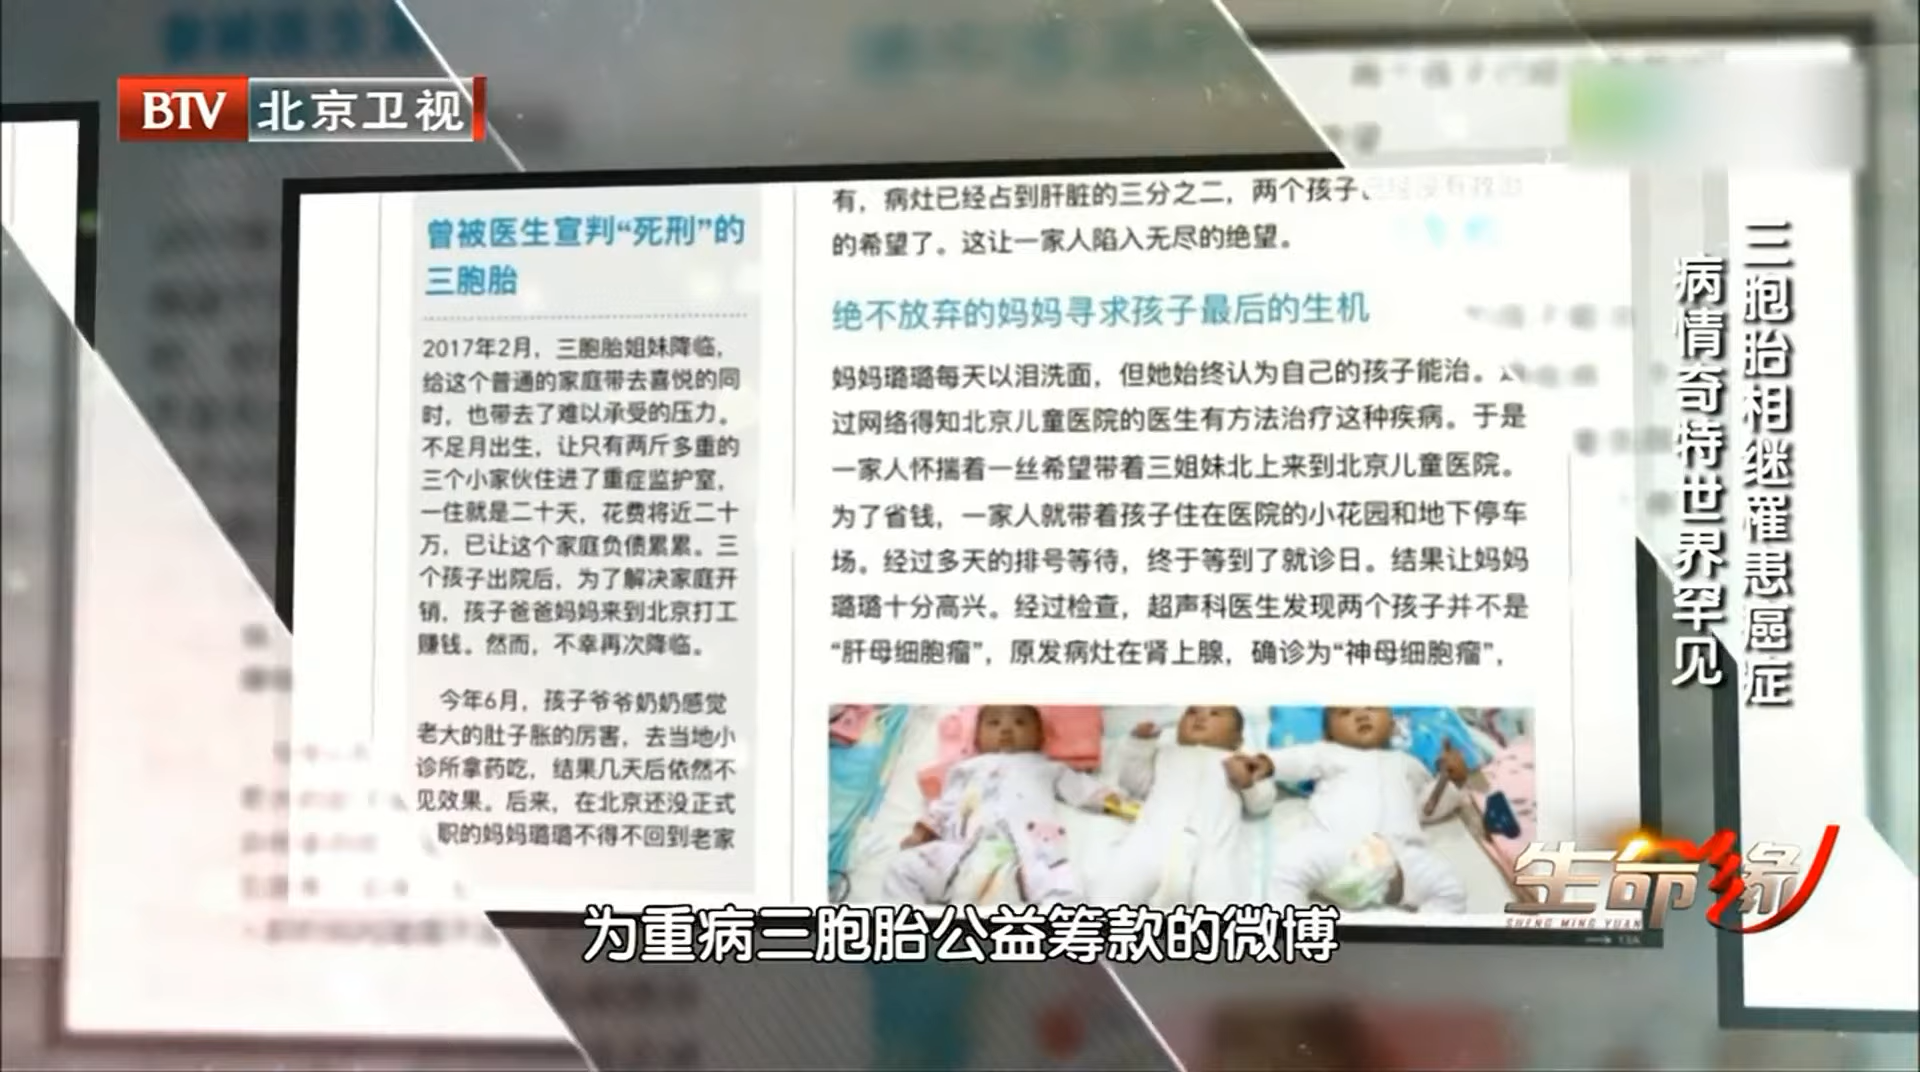 BTV 北京卫视
曾被医生宣判“死刑”的
三胞胎
2017年2月，三胞胎姐妹降临，
给这个普通的家庭带去喜悦的同
时，也带去了难以承受的压力。
不足月出生，让只有两斤多重的
三个小家伙住进了重症监护室，
一住就是二十天，花费将近二十
万，已让这个家庭负债累累。三
个孩子出院后，为了解决家庭开
销，孩子爸爸妈妈来到北京打工
赚钱。然而，不幸再次降临。
今年6月，孩子爷爷奶奶感觉
老大的肚子胀的厉害，去当地小
诊所拿药吃，结果几天后依然不
见效果。后来，在北京还没正式
职的妈妈璐璐不得不回到老家
有，病灶已经占到肝脏的三分之二，两个孩子
的希望了。这让一家人陷入无尽的绝望。
绝不放弃的妈妈寻求孩子最后的生机
妈妈璐璐每天以泪洗面，但她始终认为自己的孩子能治。
过网络得知北京儿童医院的医生有方法治疗这种疾病。于是
一家人怀揣着一丝希望带着三姐妹北上来到北京儿童医院。
为了省钱，一家人就带着孩子住在医院的小花园和地下停车
场。经过多天的排号等待，终于等到了就诊日。结果让妈妈
璐璐十分高兴。经过检查，超声科医生发现两个孩子并不是
“肝母细胞瘤”，原发病灶在肾上腺，确诊为“神母细胞瘤”，
三胞胎相继罹患癌症
病情奇特世界罕见
生命缘
SHENG MING YUAN
为重病三胞胎公益筹款的微博